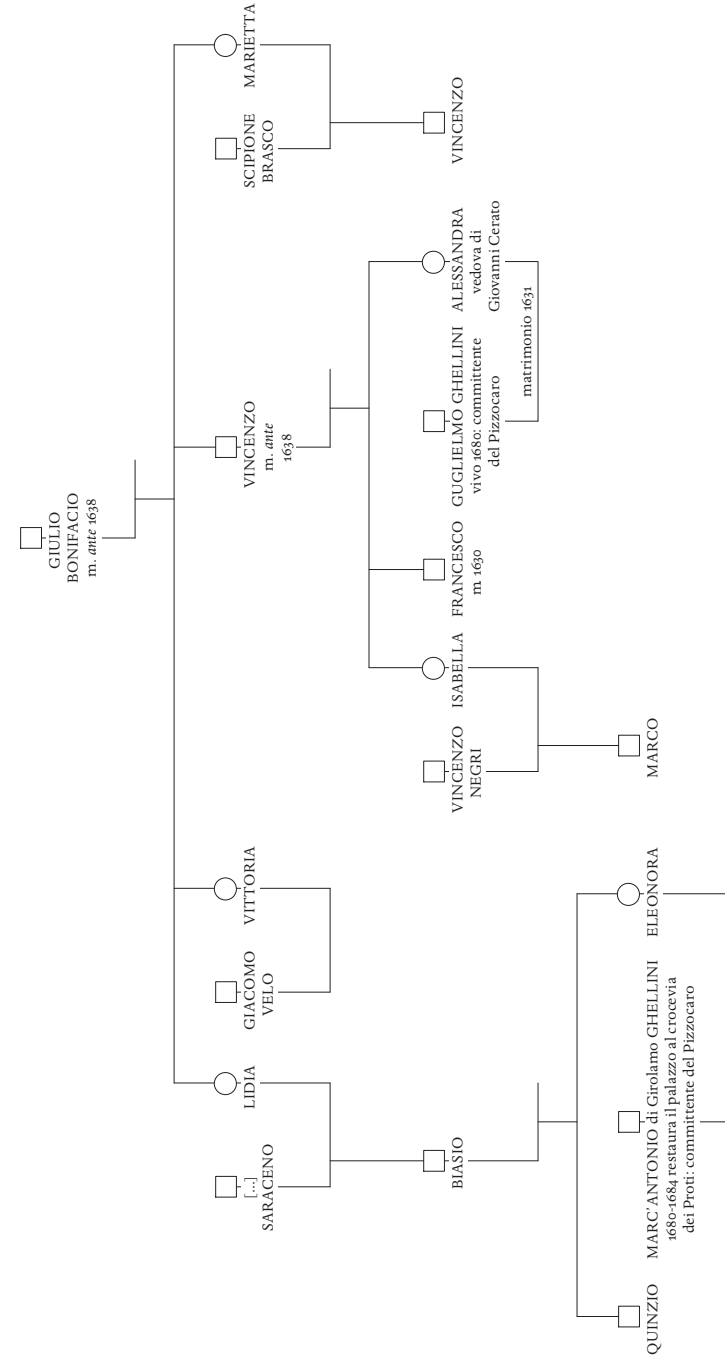 GIULIO
BONIFACIO
m. ante 1638
[...]
SARACENO
LIDIA
GIACOMO
VELO
VITTORIA
VINCENZO
m. ante
1638
SCIPIONE
BRASCO
MARIETTA
BIASIO
VINCENZO
NEGRI
ISABELLA
FRANCESCO
m 1630
GUGLIELMO GHELLINI
vivo 1680: committente
del Pizzocaro
ALESSANDRA
vedova di
Giovanni Cerato
matrimonio 1631
VINCENZO
QUINZIO
MARC'ANTONIO di Girolamo GHELLINI
1680-1684 restaura il palazzo al crocevia
dei Proti: committente del Pizzocaro
ELEONORA
MARCO